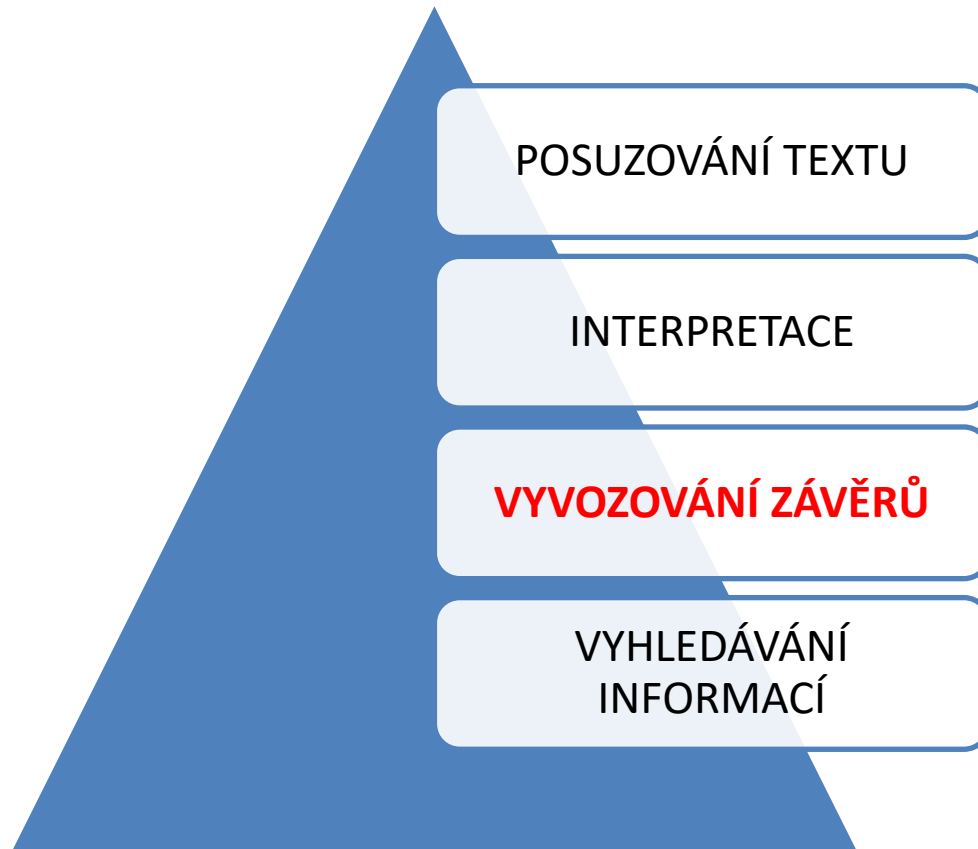 POSUZOVÁNÍ TEXTU
INTERPRETACE
VYVOZOVÁNÍ ZÁVĚRŮ
VYHLEDÁVÁNÍ
INFORMACÍ